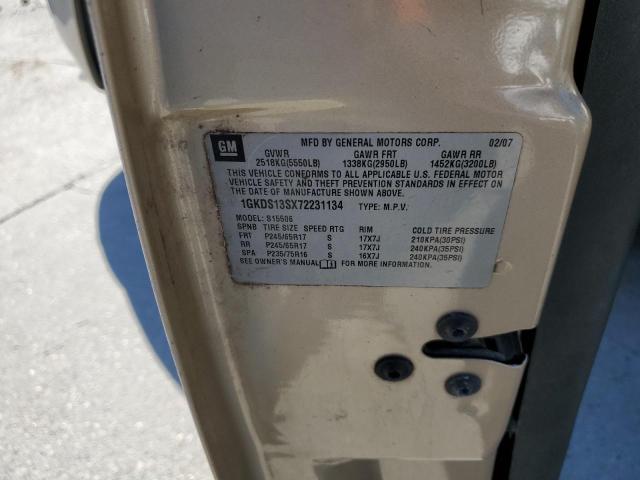 GM
MFD BY GENERAL MOTORS CORP. 02/07
GVWR GAWR FRT GAWR RR
2518KG(5550LB) 1338KG(2950LB) 1452KG(3200LB)
THIS VEHICLE CONFORMS TO ALL APPLICABLE U.S. FEDERAL MOTOR
VEHICLE SAFETY AND THEFT PREVENTION STANDARDS IN EFFECT ON
THE DATE OF MANUFACTURE SHOWN ABOVE.
1GKDS13SX72231134 TYPE: M.P.V.
MODEL: S15506
SPNB TIRE SIZE SPEED RTG RIM COLD TIRE PRESSURE
FRT P245/65R17 S 17X7J 210KPA(30PSI)
RR P245/65R17 S 17X7J 240KPA(35PSI)
SPA P235/75R16 S 16X7J 240KPA(35PSI)
SEE OWNER'S MANUAL FOR MORE INFORMATION.